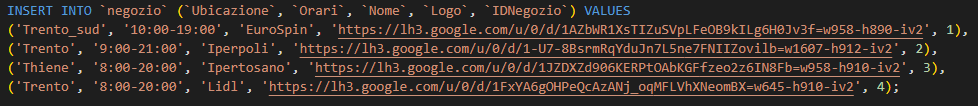 INSERT INTO `negozio` (`Ubicazione`, `Orari`, `Nome`, `Logo`, `IDNegozio`) VALUES
('Trento_sud', '10:00-19:00', 'EuroSpin', 'https://lh3.google.com/u/0/d/1AZbWR1XsTIZuSVpLFeOB9kILg6H0Jv3f=w958-h890-iv2', 1),
('Trento', '9:00-21:00', 'Iperpoli', 'https://lh3.google.com/u/0/d/1-U7-8BsrmRqYduJn7L5ne7FNIIZovilb=w1607-h912-iv2', 2),
('Thiene', '8:00-20:00', 'Ipertosano', 'https://lh3.google.com/u/0/d/1JZDXZd906KERPtOAbKGFfzeo2z6IN8Fb=w958-h910-iv2', 3),
('Trento', '8:00-20:00', 'Lidl', 'https://lh3.google.com/u/0/d/1FxYA6gOHPeQcAzANj_oqMFLVhXNeomBX=w645-h910-iv2', 4);